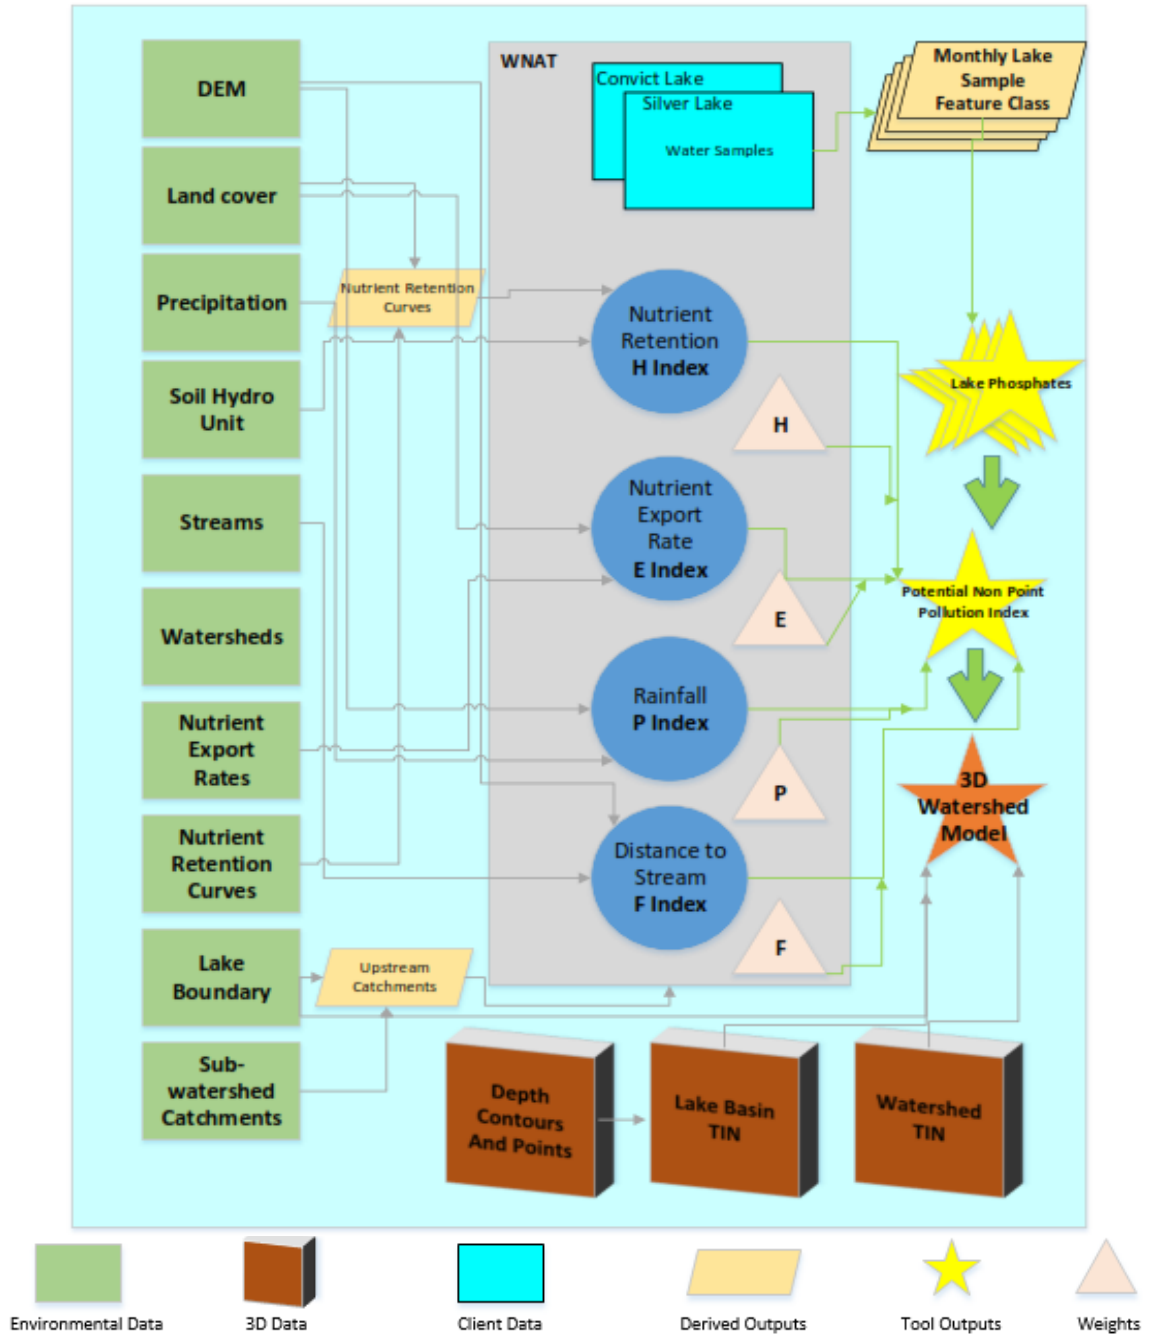 DEM
Land cover
Precipitation
Soil Hydro
Unit
Streams
Watersheds
Nutrient
Export
Rates
Nutrient
Retention
Curves
Lake
Boundary
Sub-
watershed
Catchments
Nutrient Retention
Curves
Upstream
Catchments
WNAT
Convict Lake
Silver Lake
Water Samples
Nutrient
Retention
H Index
H
Nutrient
Export
Rate
E Index
E
Rainfall
P Index
P
Distance to
Stream
F Index
F
Monthly Lake
Sample
Feature Class
Lake Phosphates
Potential Non Point
Pollution Index
3D
Watershed
Model
Depth
Contours
And Points
Lake Basin
TIN
Watershed
TIN
Environmental Data
3D Data
Client Data
Derived Outputs
Tool Outputs
Weights